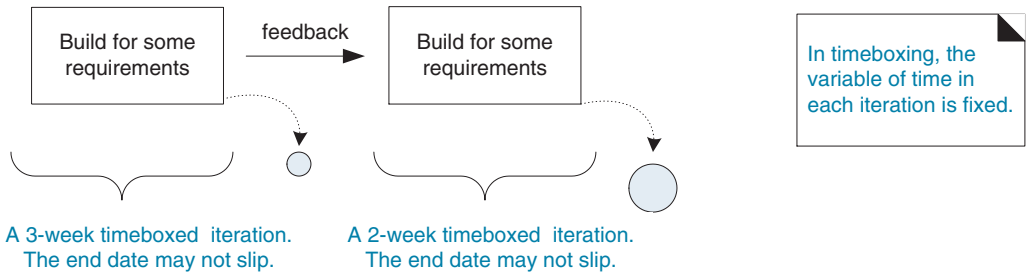 Build for some
requirements
feedback
Build for some
requirements
In timeboxing, the
variable of time in
each iteration is fixed.
A 3-week timeboxed iteration.
The end date may not slip.
A 2-week timeboxed iteration.
The end date may not slip.